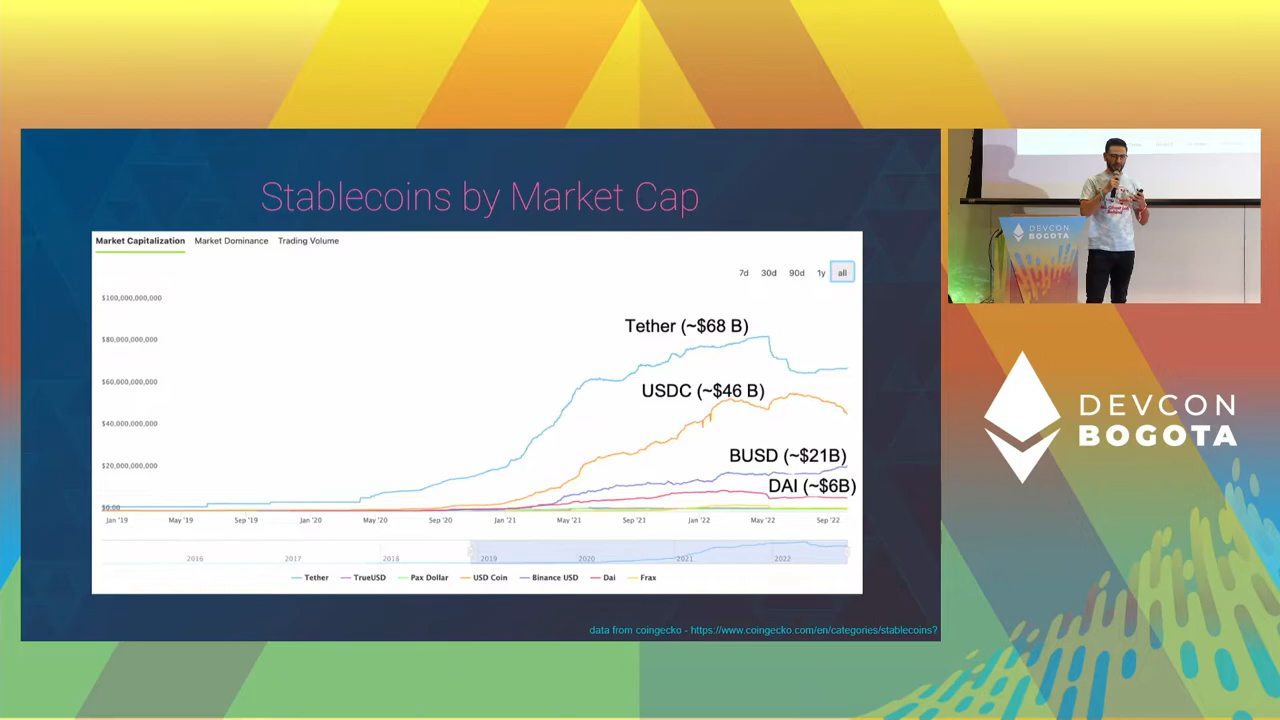 Stablecoins by Market Cap
Market Capitalization Market Dominance Trading Volume
7d 30d 90d 1y all
$100,000,000,000
$80,000,000,000
$60,000,000,000
$40,000,000,000
$20,000,000,000
$0.00
Tether (~$68 B)
USDC (~$46 B)
BUSD (~$21B)
DAI (~$6B)
Jan '19 May '19 Sep '19 Jan '20 May '20 Sep '20 Jan '21 May '21 Sep '21 Jan '22 May '22 Sep '22
2016 2017 2018 2019 2020 2021 2022
Tether TrueUSD Pax Dollar USD Coin Binance USD Dai Frax
data from coingecko - https://www.coingecko.com/en/categories/stablecoins?
DEVCON
BOGOTA
DEVCON
BOGOTA